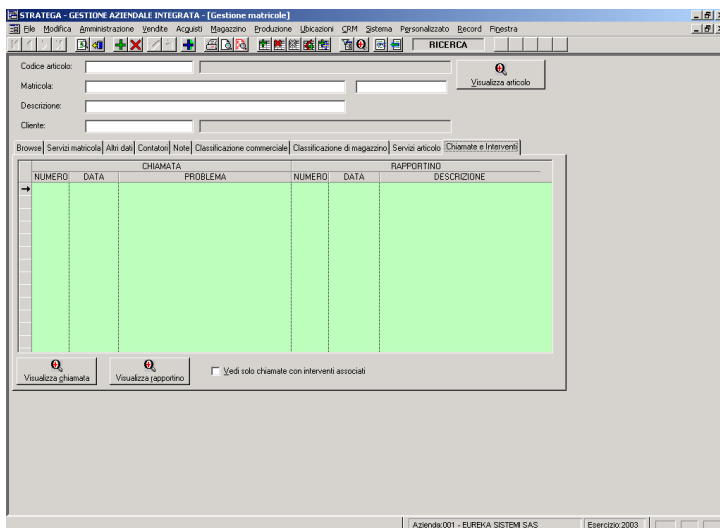 STRATEGA - GESTIONE AZIENDALE INTEGRATA - [Gestione matricole]
File Modifica Amministrazione Vendite Acquisti Magazzino Produzione Ubicazioni CRM Sistema Personalizzato Record Finestra
RICERCA
Codice articolo:
Visualizza articolo
Matricola:
Descrizione:
Cliente:
Browse Servizi matricola Altri dati Contatori Note Classificazione commerciale Classificazione di magazzino Servizi articolo Chiamate e Interventi
CHIAMATA RAPPORTINO
NUMERO DATA PROBLEMA NUMERO DATA DESCRIZIONE
Visualizza chiamata Visualizza rapportino Vedi solo chiamate con interventi associati
Azienda:001 - EUREKA SISTEMI SAS Esercizio:2003